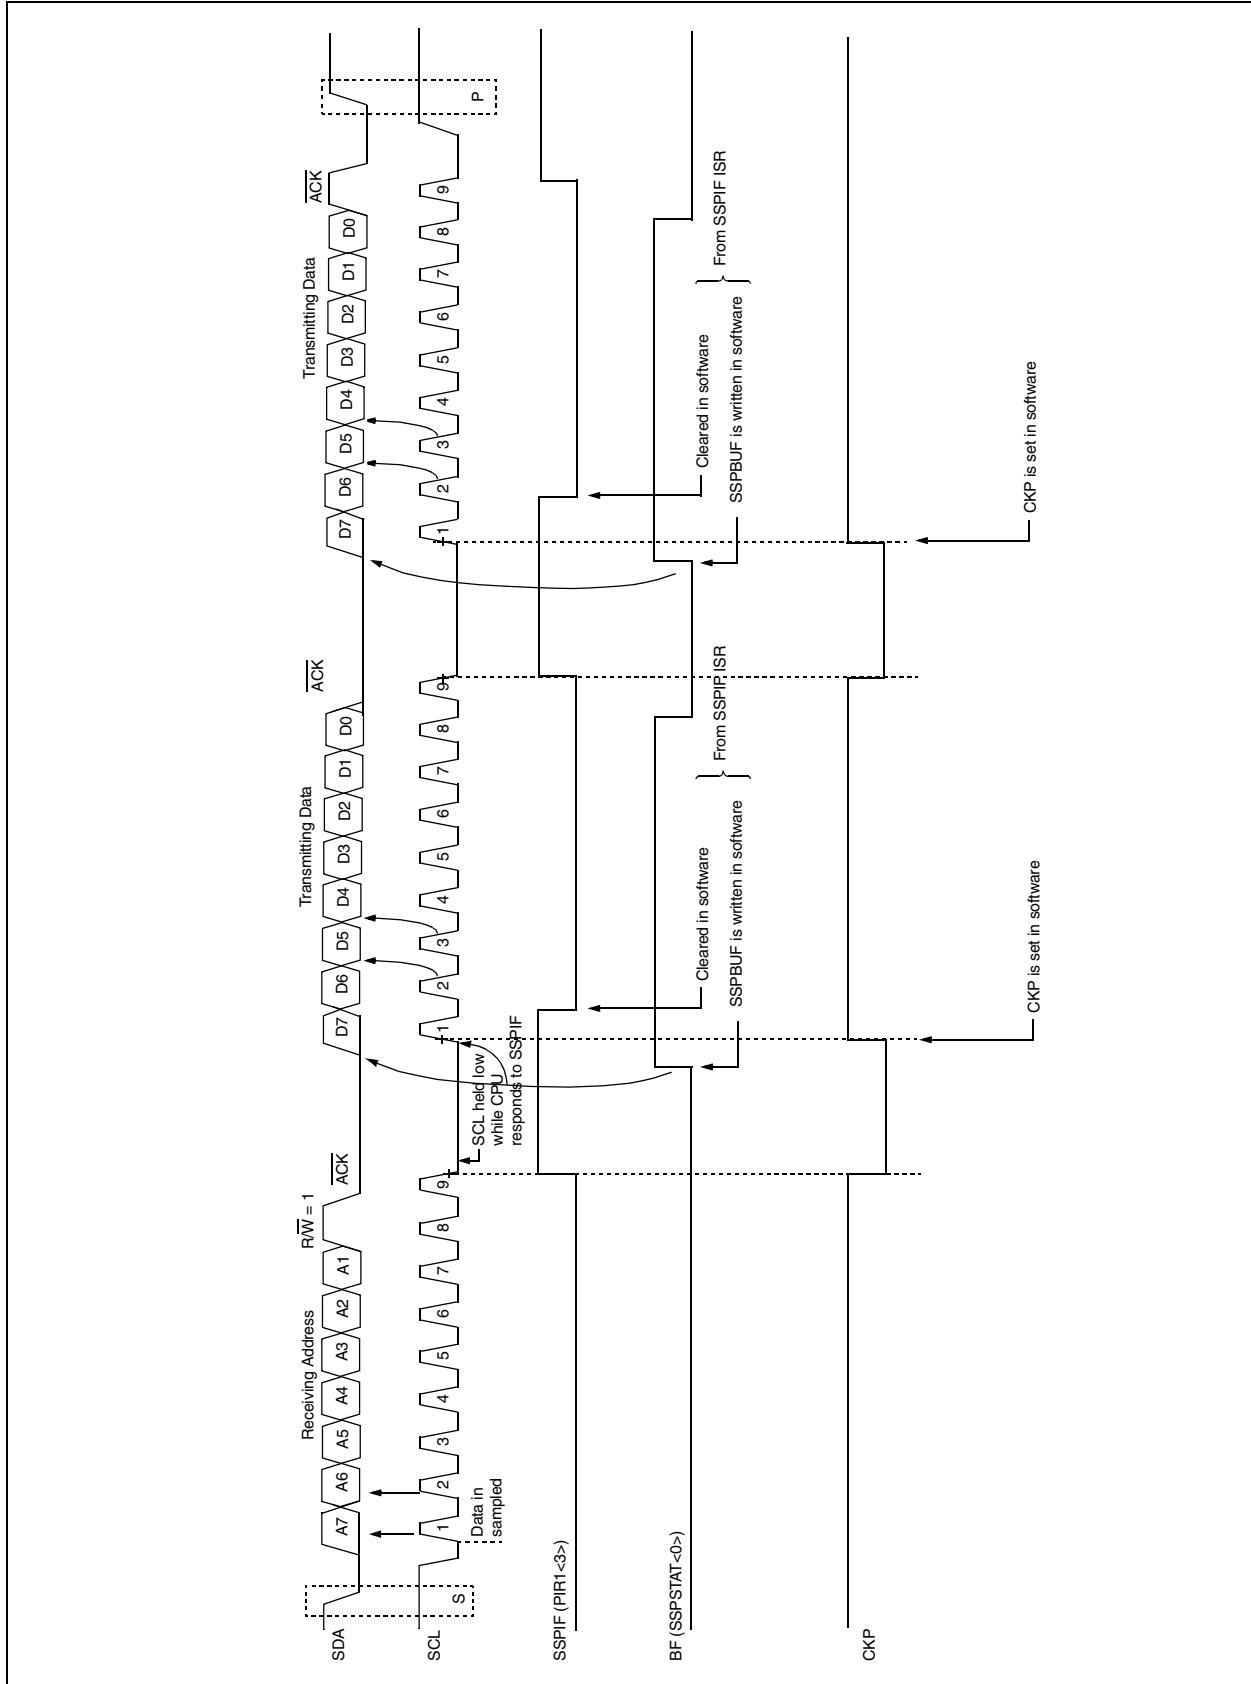 Receiving Address
R/W = 1
ACK
Transmitting Data
ACK
Transmitting Data
ACK
SDA
A7
A6
A5
A4
A3
A2
A1
D7
D6
D5
D4
D3
D2
D1
D0
D7
D6
D5
D4
D3
D2
D1
D0
SCL
S
1
2
3
4
5
6
7
8
9
1
2
3
4
5
6
7
8
9
1
2
3
4
5
6
7
8
9
P
Data in
sampled
SCL held low
while CPU
responds to SSPIF
SSPIF (PIR1<3>)
BF (SSPSTAT<0>)
Cleared in software
SSPBUF is written in software
From SSPIF ISR
Cleared in software
SSPBUF is written in software
From SSPIF ISR
CKP
CKP is set in software
CKP is set in software